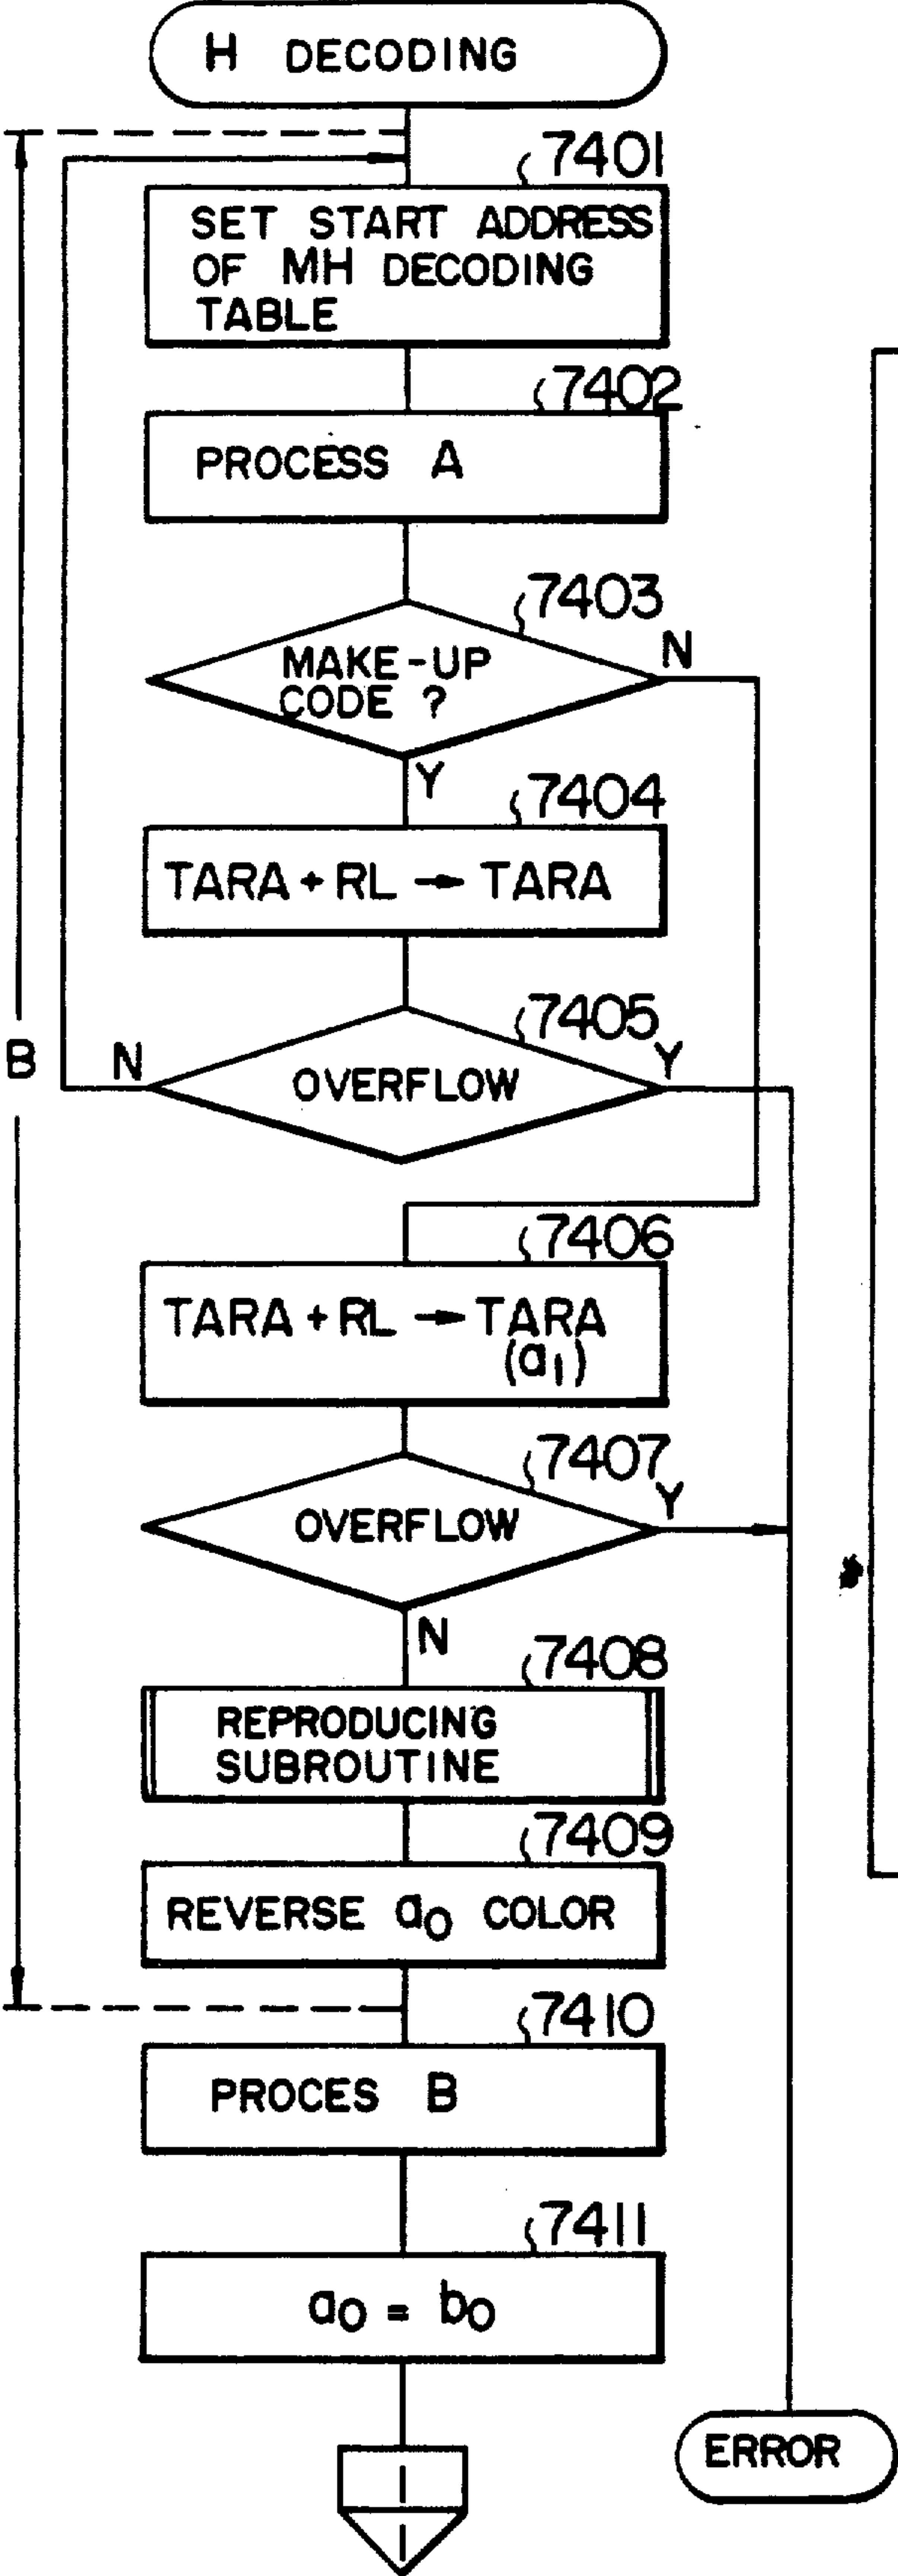 H DECODING
7401
SET START ADDRESS
OF MH DECODING
TABLE
7402
PROCESS A
7403
MAKE-UP
CODE ?
N
Y
7404
TARA + RL → TARA
7405
B
N
OVERFLOW
Y
7406
TARA + RL → TARA
(a1)
7407
OVERFLOW
Y
N
7408
REPRODUCING
SUBROUTINE
7409
REVERSE a0 COLOR
7410
PROCES B
7411
a0 = b0
ERROR